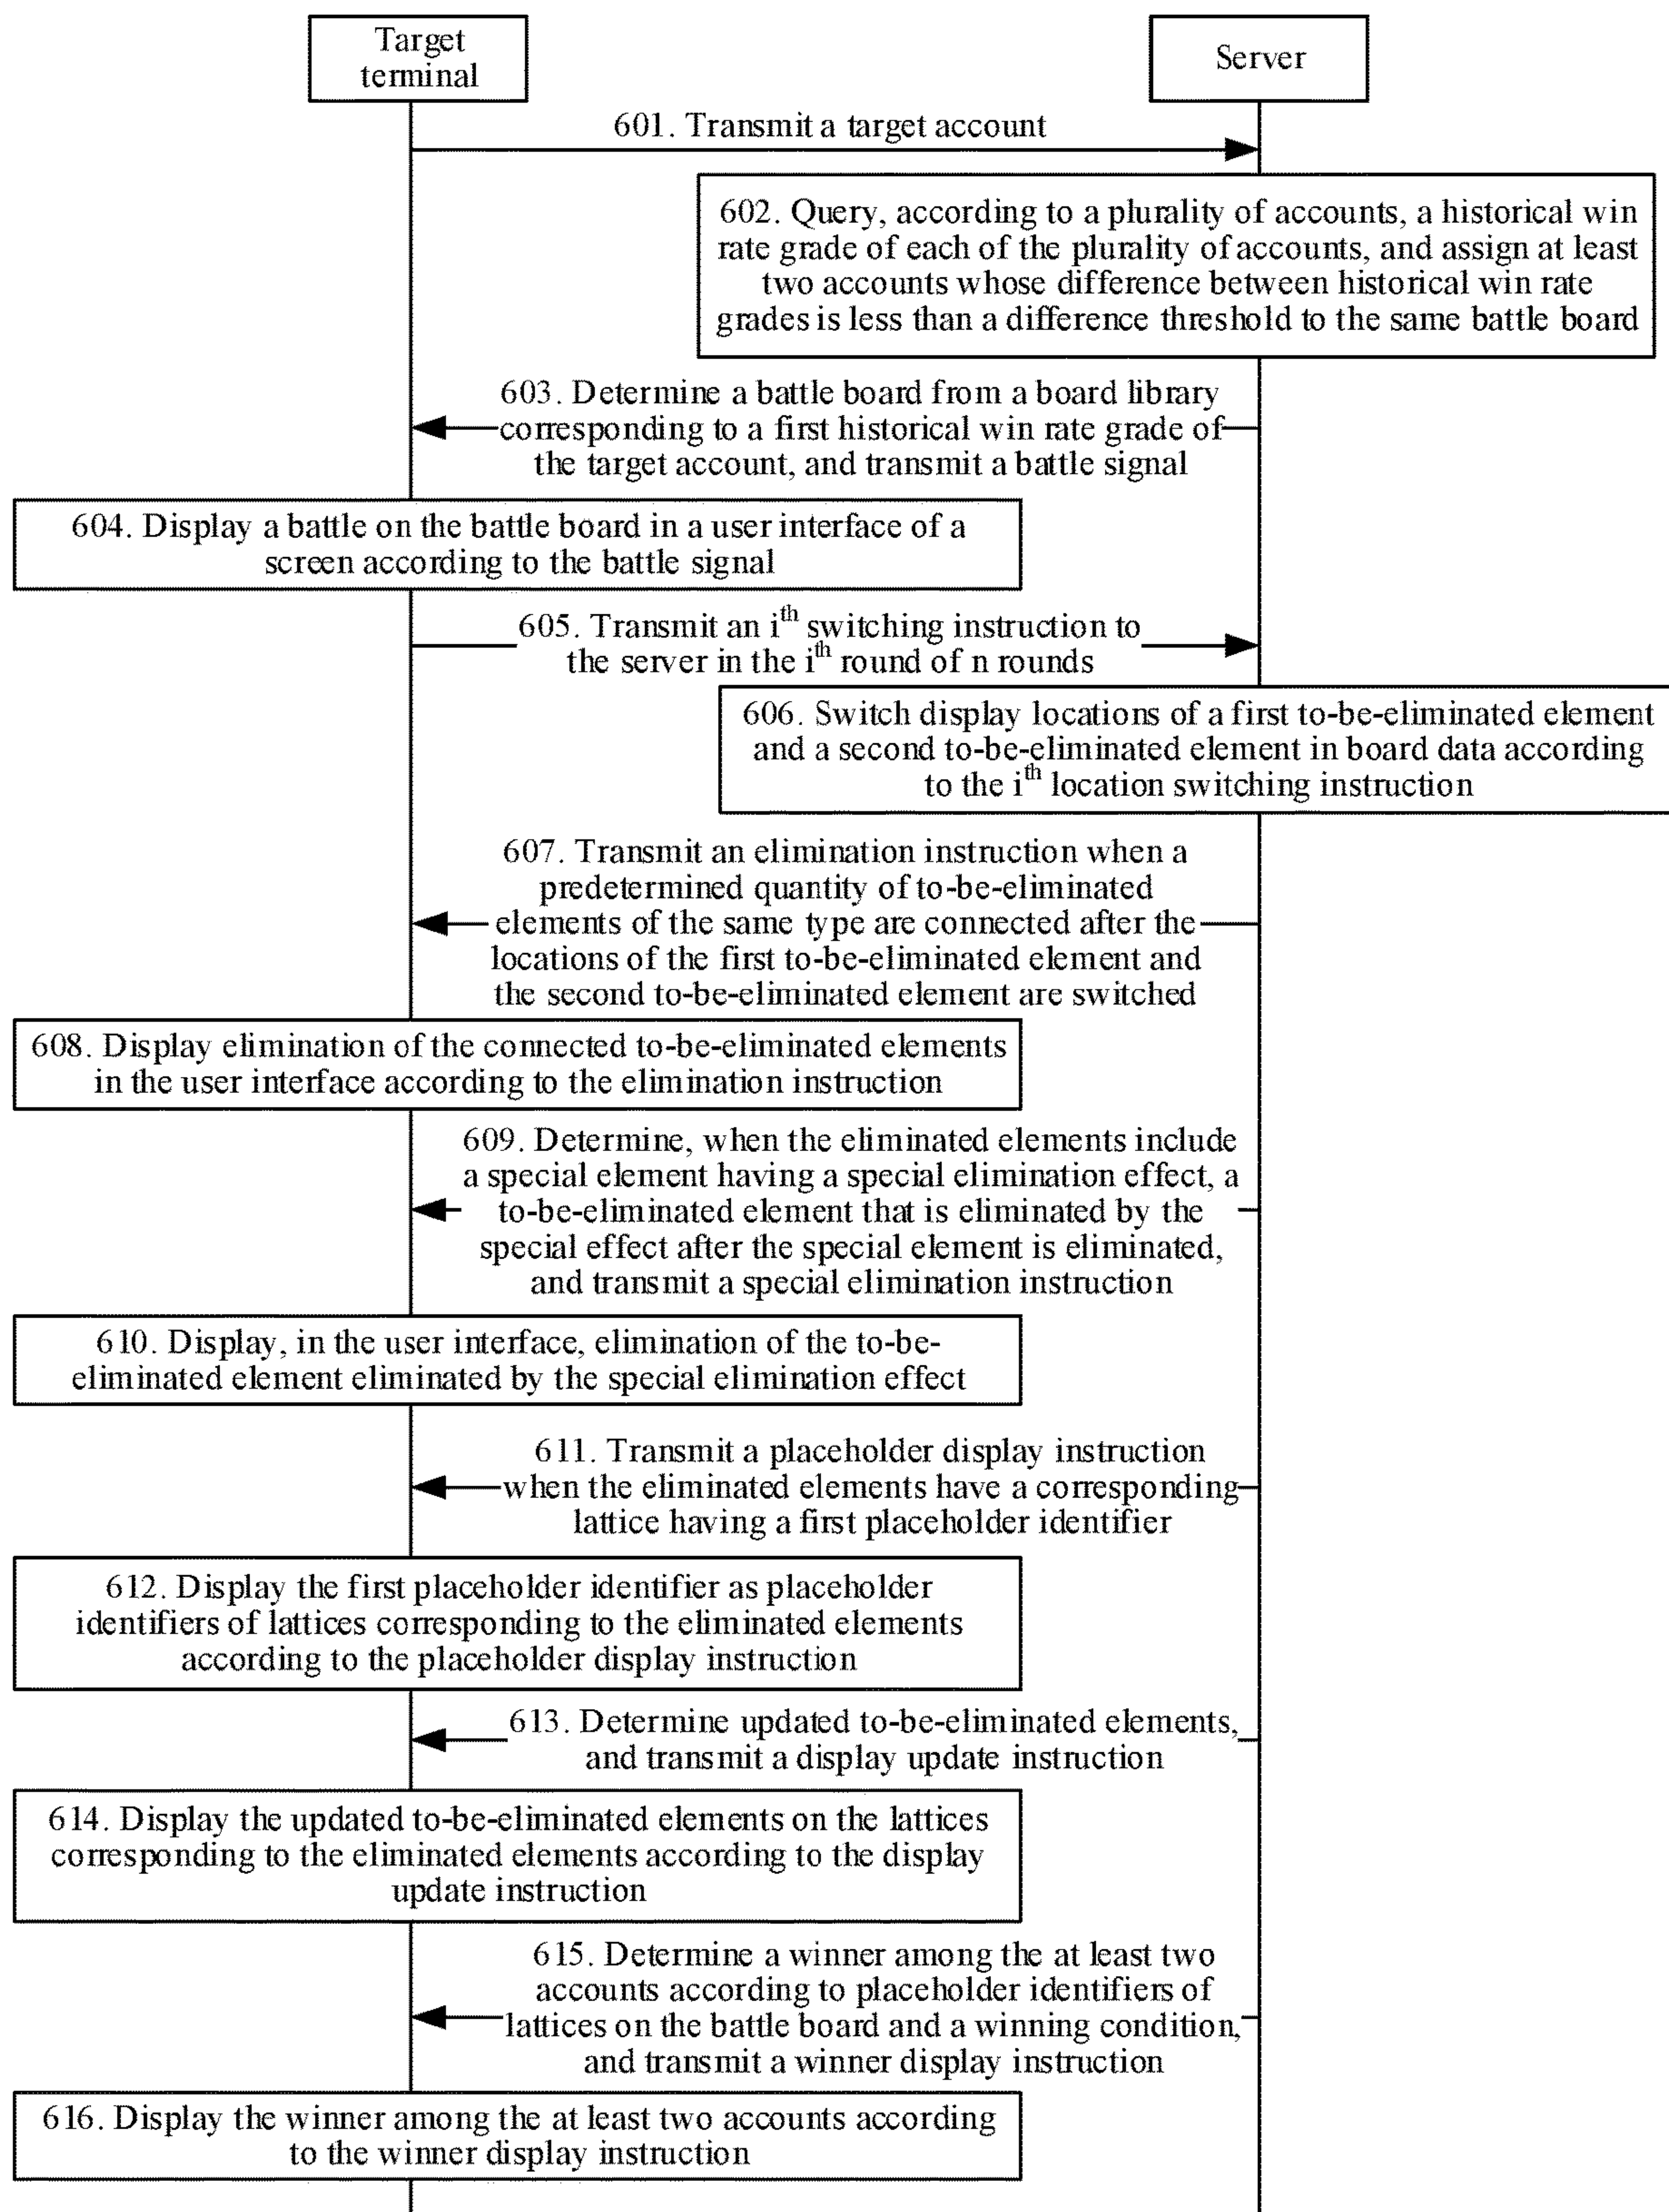 Target
terminal
Server
601. Transmit a target account
602. Query, according to a plurality of accounts, a historical win
rate grade of each of the plurality of accounts, and assign at least
two accounts whose difference between historical win rate
grades is less than a difference threshold to the same battle board
603. Determine a battle board from a board library
corresponding to a first historical win rate grade of
the target account, and transmit a battle signal
604. Display a battle on the battle board in a user interface of a
screen according to the battle signal
605. Transmit an ith switching instruction to
the server in the ith round of n rounds
606. Switch display locations of a first to-be-eliminated element
and a second to-be-eliminated element in board data according
to the ith location switching instruction
607. Transmit an elimination instruction when a
predetermined quantity of to-be-eliminated
elements of the same type are connected after the
locations of the first to-be-eliminated element and
the second to-be-eliminated element are switched
608. Display elimination of the connected to-be-eliminated elements
in the user interface according to the elimination instruction
609. Determine, when the eliminated elements include
a special element having a special elimination effect, a
to-be-eliminated element that is eliminated by the
special effect after the special element is eliminated,
and transmit a special elimination instruction
610. Display, in the user interface, elimination of the to-be-
eliminated element eliminated by the special elimination effect
611. Transmit a placeholder display instruction
when the eliminated elements have a corresponding
lattice having a first placeholder identifier
612. Display the first placeholder identifier as placeholder
identifiers of lattices corresponding to the eliminated elements
according to the placeholder display instruction
613. Determine updated to-be-eliminated elements,
and transmit a display update instruction
614. Display the updated to-be-eliminated elements on the lattices
corresponding to the eliminated elements according to the display
update instruction
615. Determine a winner among the at least two
accounts according to placeholder identifiers of
lattices on the battle board and a winning condition,
and transmit a winner display instruction
616. Display the winner among the at least two accounts according
to the winner display instruction